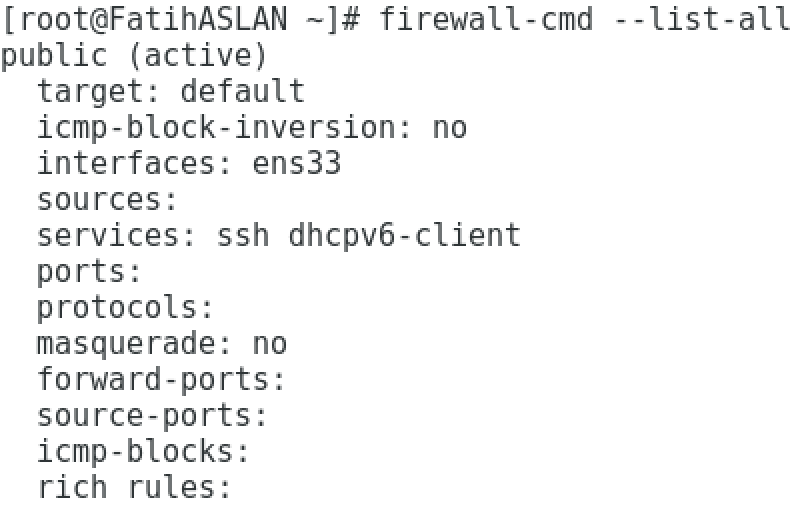 [root@FatihASLAN ~]# firewall-cmd --list-all
public (active)
  target: default
  icmp-block-inversion: no
  interfaces: ens33
  sources:
  services: ssh dhcpv6-client
  ports:
  protocols:
  masquerade: no
  forward-ports:
  source-ports:
  icmp-blocks:
  rich rules: